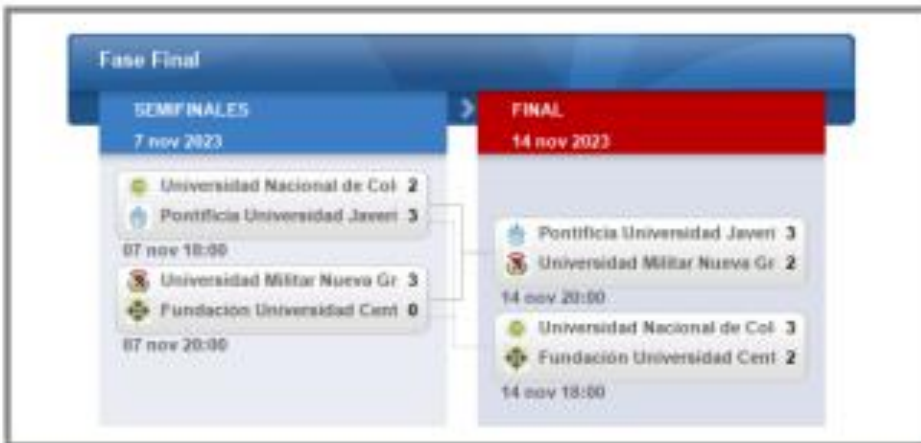 Fase Final
SEMIFINALES
7 nov 2023
Universidad Nacional de Col 2
Pontificia Universidad Javeri 3
07 nov 18:00
Universidad Militar Nueva Gr 3
Fundación Universidad Cent 0
07 nov 20:00
FINAL
14 nov 2023
Pontificia Universidad Javeri 3
Universidad Militar Nueva Gr 2
14 nov 20:00
Universidad Nacional de Col 3
Fundación Universidad Cent 2
14 nov 18:00